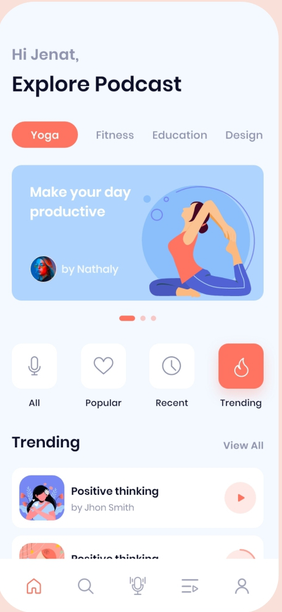 Hi Jenat,
Explore Podcast
Yoga Fitness Education Design
Make your day
productive
by Nathaly
All Popular Recent Trending
Trending View All
Positive thinking
by Jhon Smith
Positive thinking